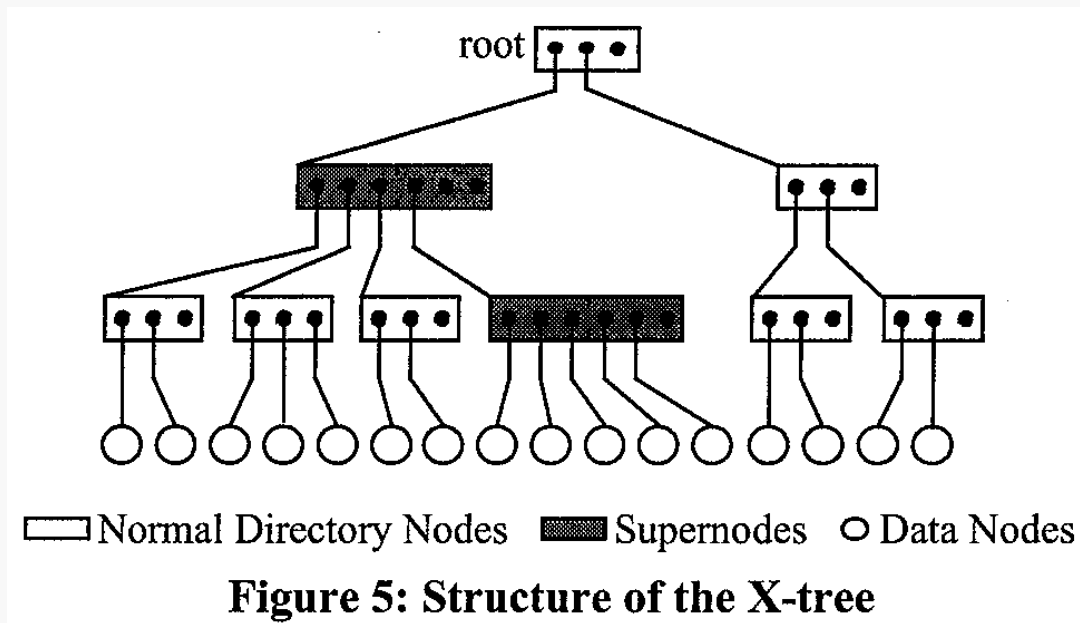 root
Normal Directory Nodes Supernodes Data Nodes
Figure 5: Structure of the X-tree